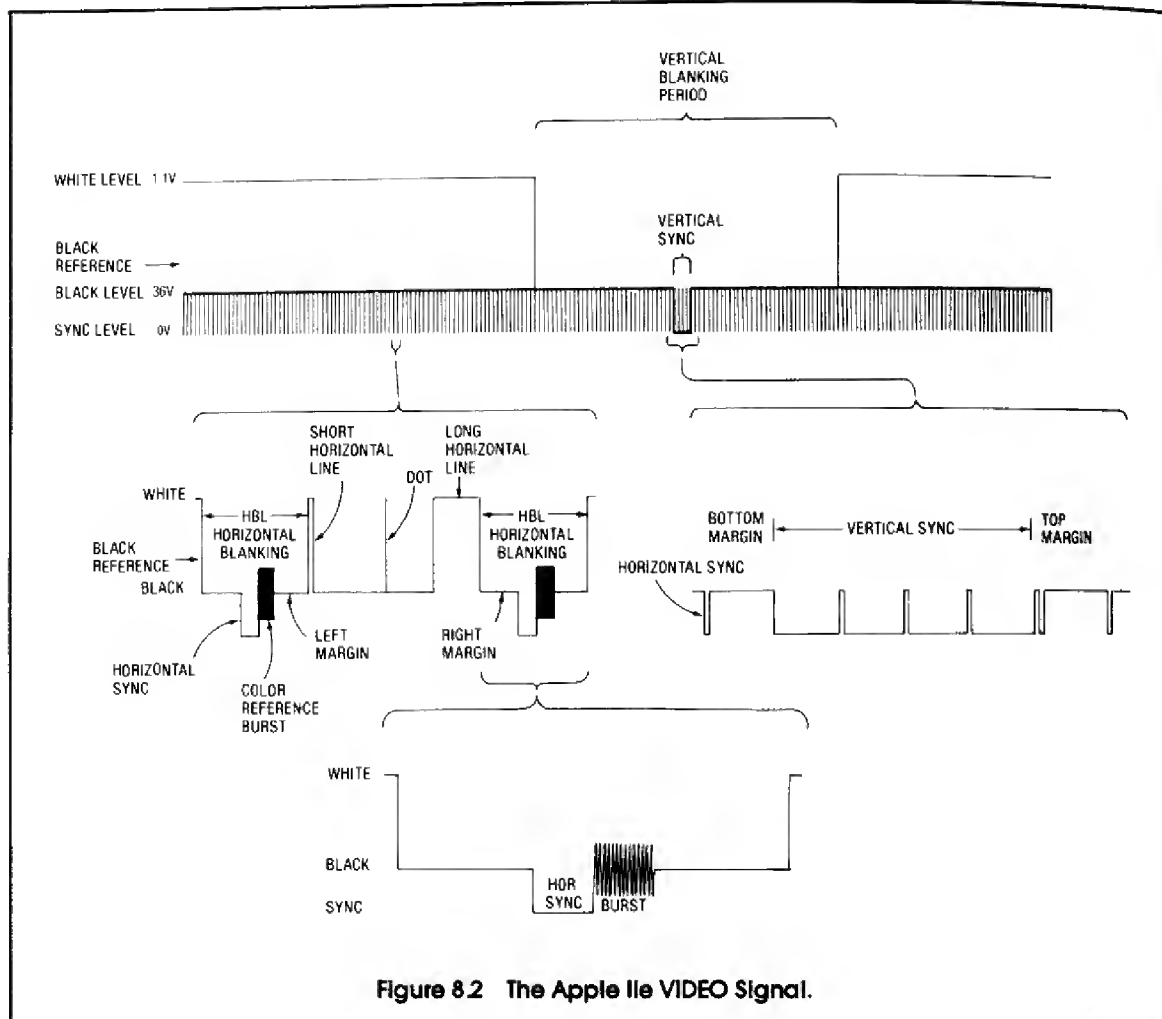 VERTICAL
BLANKING
PERIOD
WHITE LEVEL 1 1V
VERTICAL
SYNC
BLACK
REFERENCE
BLACK LEVEL 36V
SYNC LEVEL 0V
SHORT
HORIZONTAL
LINE
LONG
HORIZONTAL
LINE
DOT
WHITE
HBL
HORIZONTAL
BLANKING
HBL
HORIZONTAL
BLANKING
BLACK
REFERENCE
BLACK
LEFT
MARGIN
RIGHT
MARGIN
HORIZONTAL
SYNC
COLOR
REFERENCE
BURST
BOTTOM
MARGIN
VERTICAL SYNC
TOP
MARGIN
HORIZONTAL SYNC
WHITE
BLACK
HOR
SYNC
BURST
SYNC
Figure 8.2 The Apple IIe VIDEO Signal.